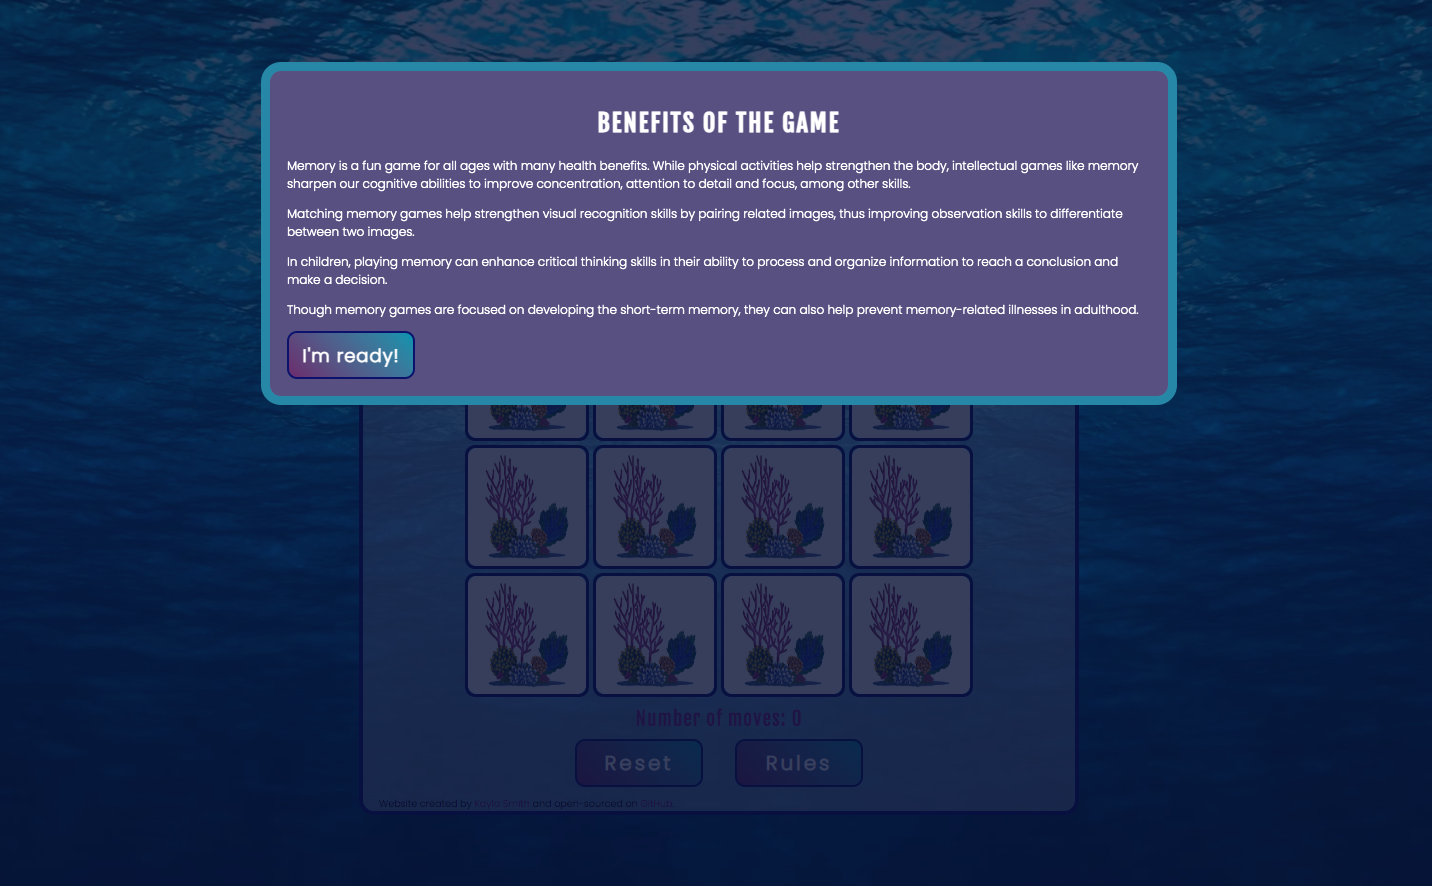 BENEFITS OF THE GAME
Memory is a fun game for all ages with many health benefits. While physical activities help strengthen the body, intellectual games like memory
sharpen our cognitive abilities to improve concentration, attention to detail and focus, among other skills.
Matching memory games help strengthen visual recognition skills by pairing related images, thus improving observation skills to differentiate
between two images.
In children, playing memory can enhance critical thinking skills in their ability to process and organize information to reach a conclusion and
make a decision.
Though memory games are focused on developing the short-term memory, they can also help prevent memory-related illnesses in adulthood.
I'm ready!
Number of moves: 0
Reset Rules
Website created by Kayla Smith and open-sourced on GitHub.